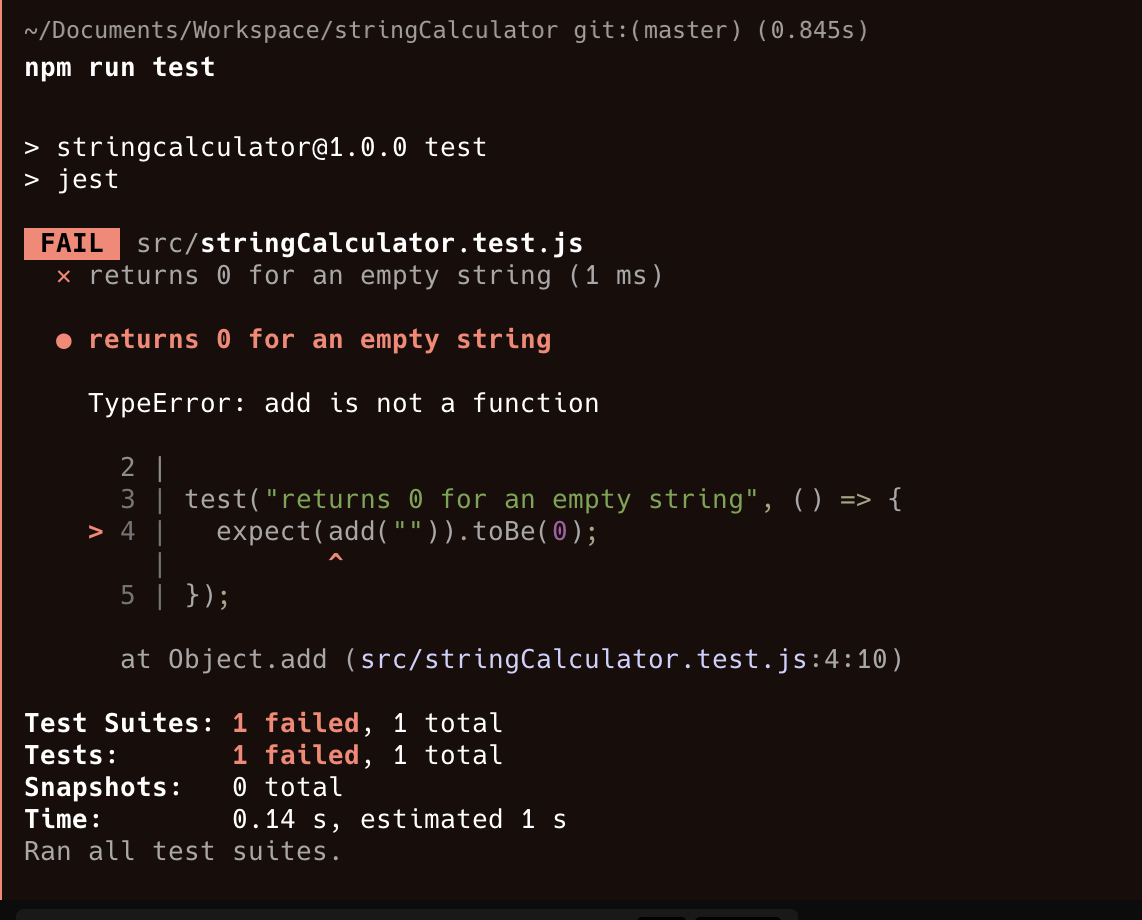 ~/Documents/Workspace/stringCalculator git:(master) (0.845s)
npm run test
> stringcalculator@1.0.0 test
> jest
FAIL src/stringCalculator.test.js
× returns 0 for an empty string (1 ms)
● returns 0 for an empty string
TypeError: add is not a function
2 |
3 | test("returns 0 for an empty string", () => {
> 4 |   expect(add("")).toBe(0);
|          ^
5 | });
at Object.add (src/stringCalculator.test.js:4:10)
Test Suites: 1 failed, 1 total
Tests:       1 failed, 1 total
Snapshots:   0 total
Time:        0.14 s, estimated 1 s
Ran all test suites.